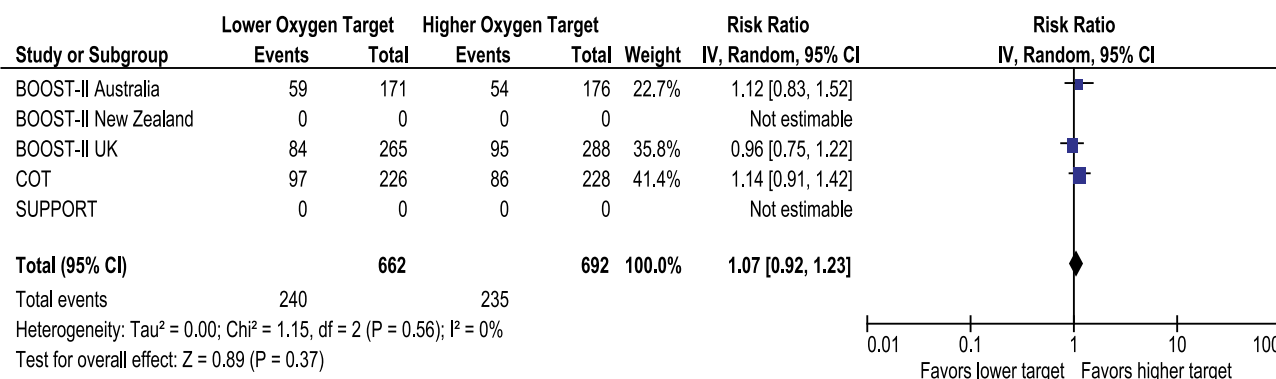 Lower Oxygen Target Higher Oxygen Target Risk Ratio Risk Ratio
Study or Subgroup Events Total Events Total Weight IV, Random, 95% CI IV, Random, 95% CI
BOOST-II Australia 59 171 54 176 22.7% 1.12 [0.83, 1.52]
BOOST-II New Zealand 0 0 0 0 Not estimable
BOOST-II UK 84 265 95 288 35.8% 0.96 [0.75, 1.22]
COT 97 226 86 228 41.4% 1.14 [0.91, 1.42]
SUPPORT 0 0 0 0 Not estimable
Total (95% CI) 662 692 100.0% 1.07 [0.92, 1.23]
Total events 240 235
Heterogeneity: Tau² = 0.00; Chi² = 1.15, df = 2 (P = 0.56); I² = 0%
Test for overall effect: Z = 0.89 (P = 0.37)
0.01 0.1 1 10 100
Favors lower target Favors higher target